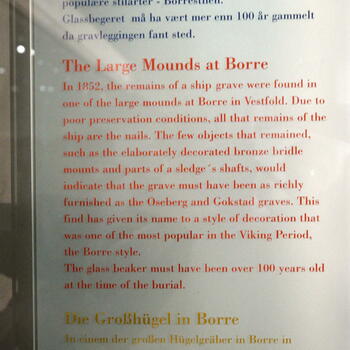 populære stilarter - Borrestilen.
Glassbegeret må ha vært mer enn 100 år gammelt
da gravleggingen fant sted.
The Large Mounds at Borre
In 1852, the remains of a ship grave were found in
one of the large mounds at Borre in Vestfold. Due to
poor preservation conditions, all that remains of the
ship are the nails. The few objects that remained,
such as the elaborately decorated bronze bridle
mounts and parts of a sledge´s shafts, would
indicate that the grave must have been as richly
furnished as the Oseberg and Gokstad graves. This
find has given its name to a style of decoration that
was one of the most popular in the Viking Period,
the Borre style.
The glass beaker must have been over 100 years old
at the time of the burial.
Die Großhügel in Borre
In einem der großen Hügelgräber in Borre in